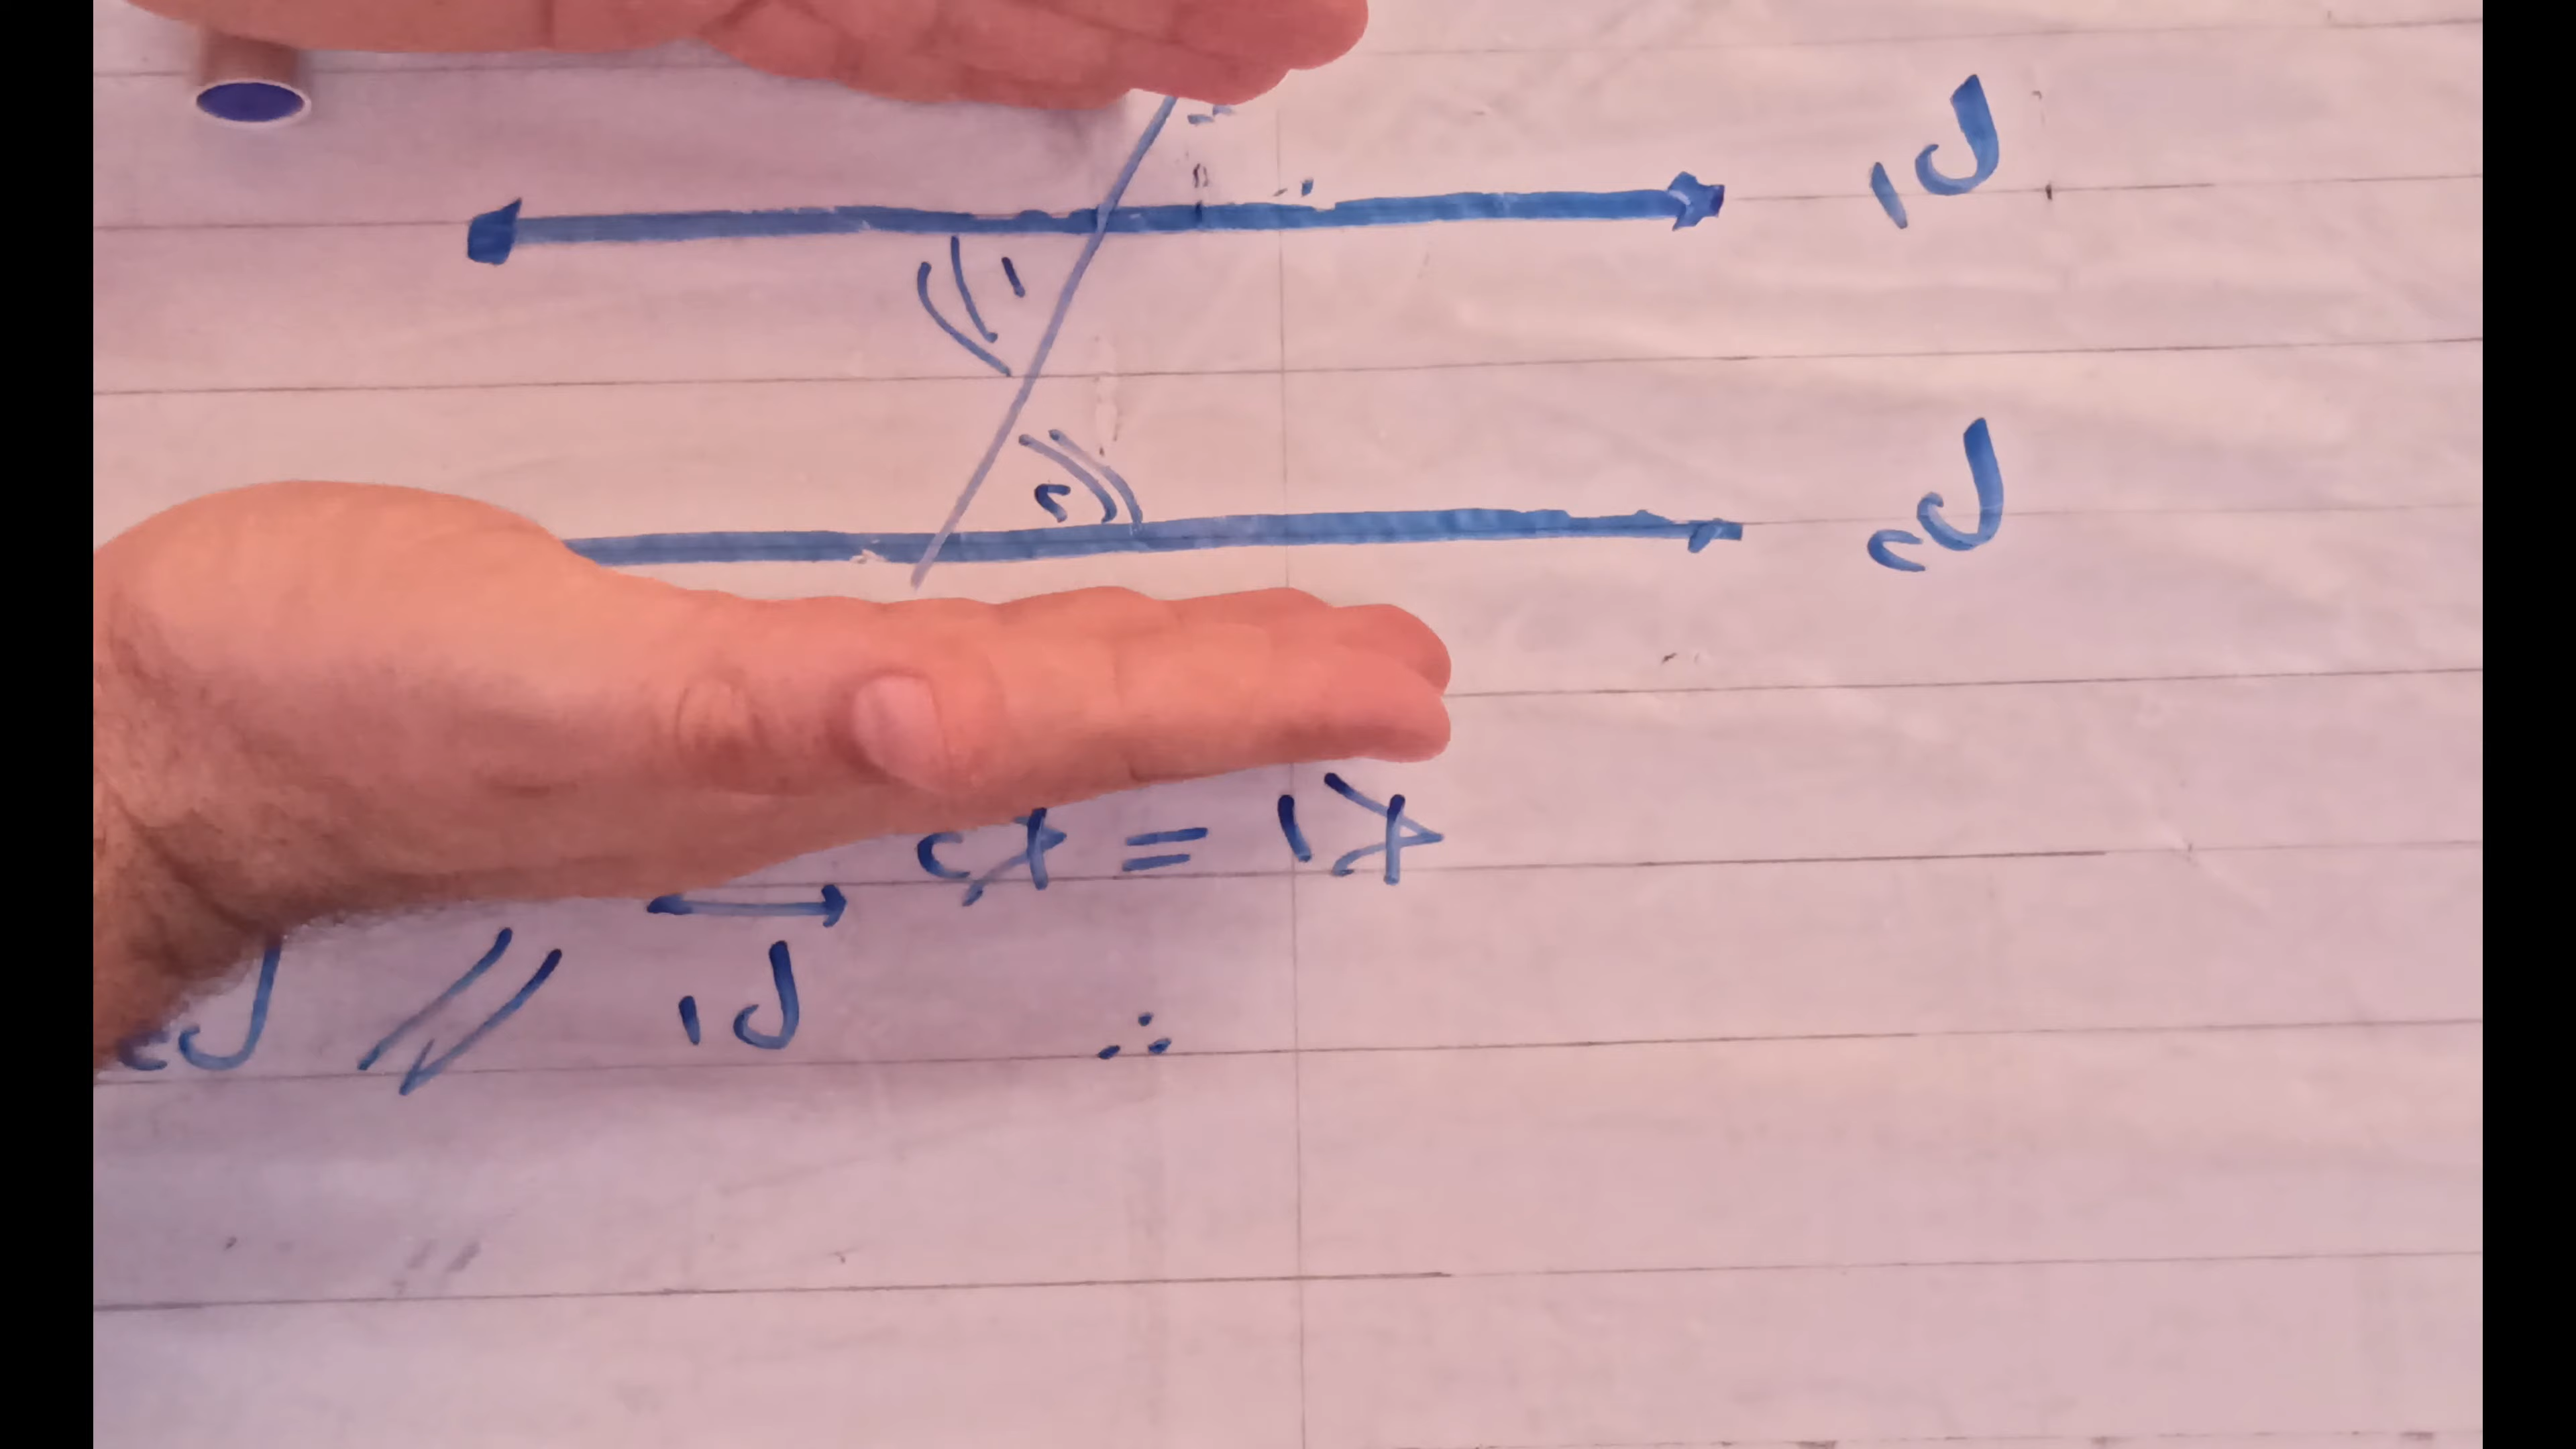 ل١
١
ل٢
٢
∢١ = ∢٢
∴ ل١ // ل٢